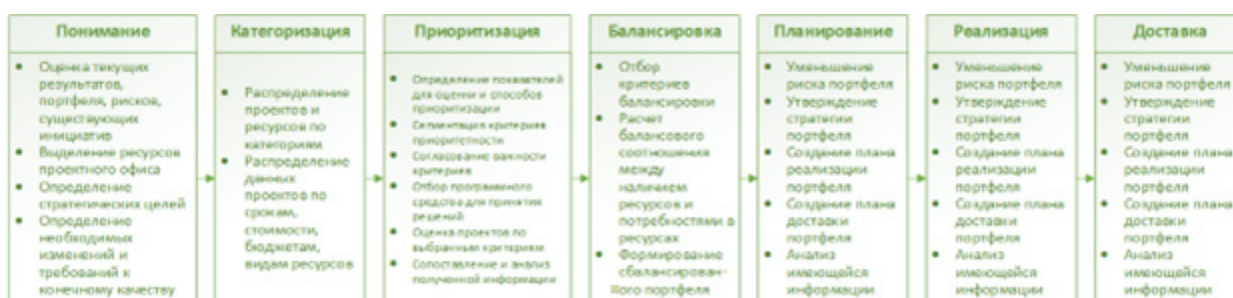 Понимание
Оценка текущих
результатов,
портфеля, рисков,
существующих
инициатив
Выделение ресурсов
проектного офиса
Определение
стратегических целей
Определение
необходимых
изменений и
требований к
конечному качеству
Категоризация
Распределение
проектов и
ресурсов по
категориям
Распределение
данных
проектов по
срокам,
стоимости,
бюджетам,
видам ресурсов
Приоритизация
Определение показателей
для оценки и способов
приоритизации
Сегментация критериев
приоритетности
Согласование важности
критериев
Отбор программного
средства для принятия
решений
Оценка проектов по
выбранным критериям
Сопоставление и анализ
полученной информации
Балансировка
Отбор
критериев
балансировки
Расчет
балансового
соотношения
между
наличием
ресурсов и
потребностями в
ресурсах
Формирование
сбалансирован-
ного портфеля
Планирование
Уменьшение
риска портфеля
Утверждение
стратегии
портфеля
Создание плана
реализации
портфеля
Создание плана
доставки
портфеля
Анализ
имеющейся
информации
Реализация
Уменьшение
риска портфеля
Утверждение
стратегии
портфеля
Создание плана
реализации
портфеля
Создание плана
доставки
портфеля
Анализ
имеющейся
информации
Доставка
Уменьшение
риска портфеля
Утверждение
стратегии
портфеля
Создание плана
реализации
портфеля
Создание плана
доставки
портфеля
Анализ
имеющейся
информации